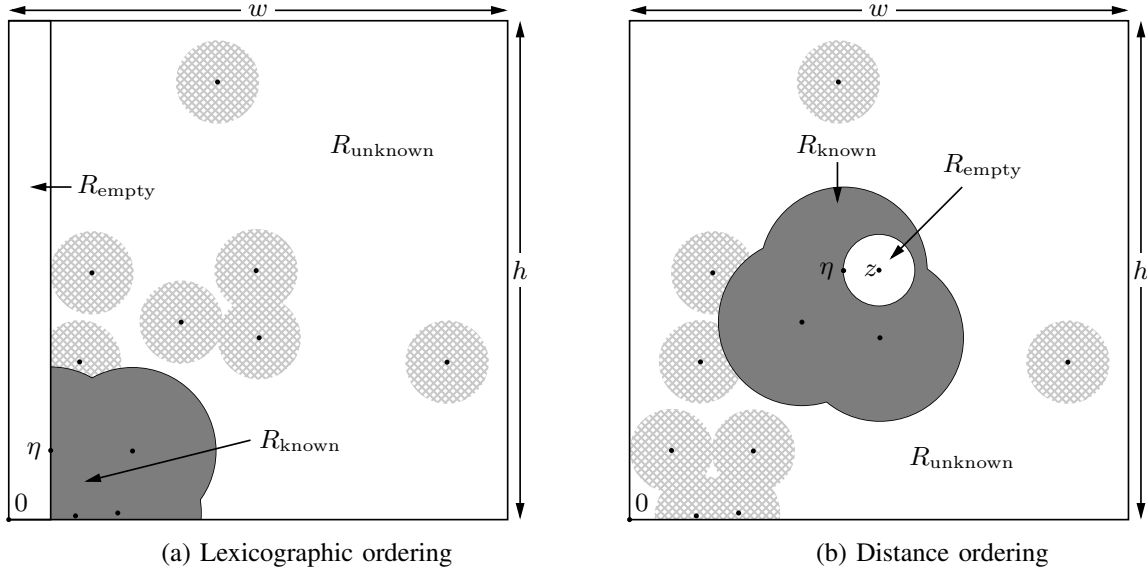 w
h
R_unknown
R_empty
R_known
η
0
(a) Lexicographic ordering
w
h
R_known
R_empty
η
z
R_unknown
0
(b) Distance ordering